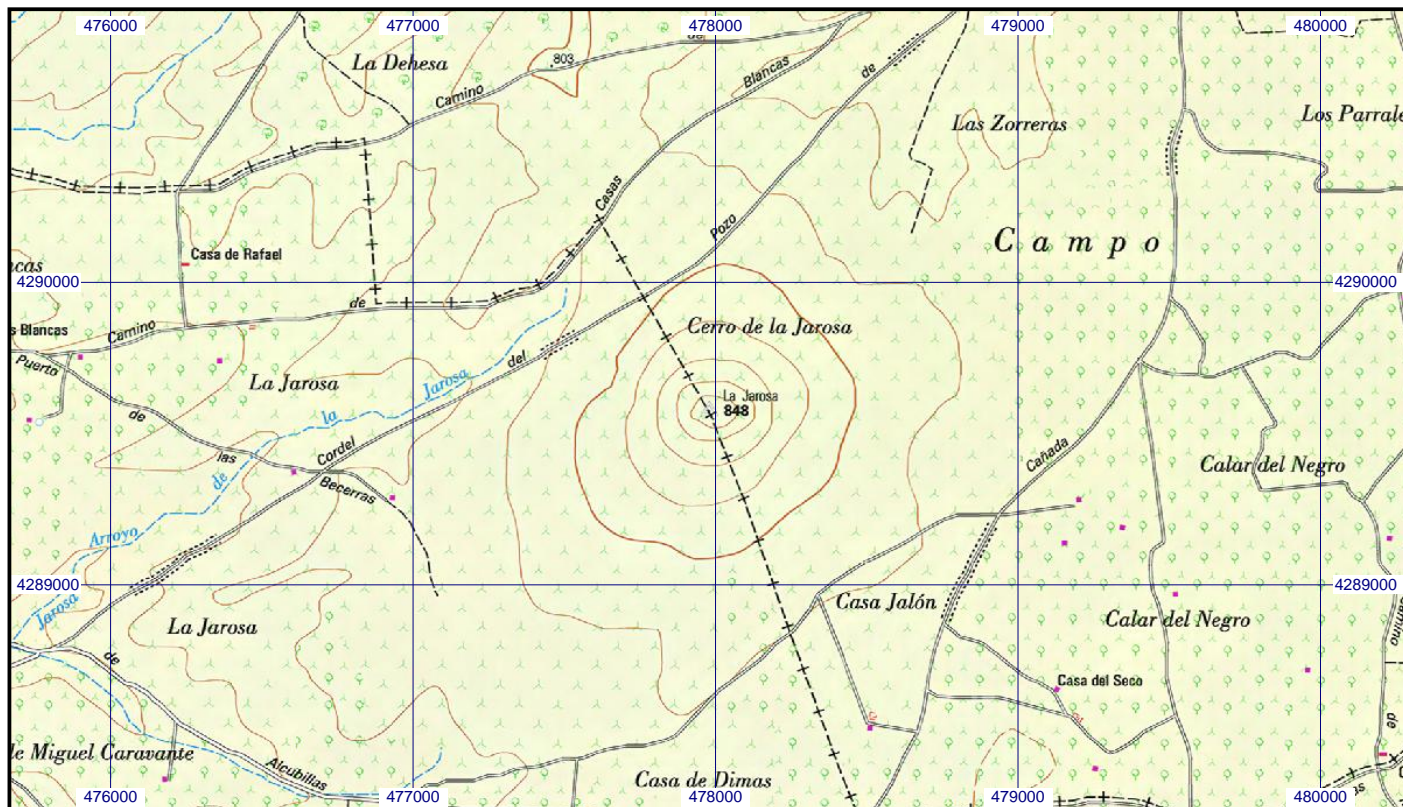 476000
477000
478000
479000
480000
de
La Dehesa
803
Blancas
de
Camino
Los Parrale
Las Zorreras
Casas
Pozo
Campo
Casa de Rafael
cas
4290000
4290000
de
Cerro de la Jarosa
s Blancas
Camino
del
Puerto
La Jarosa
Jarosa
La Jarosa
848
de
la
Cañada
Cordel
las
Calar del Negro
de
Becerras
Arroyo
4289000
4289000
Jarosa
Casa Jalón
Camino
La Jarosa
Calar del Negro
de
Casa del Seco
de
le Miguel Caravante
Alcubillas
Casa de Dimas
as
476000
477000
478000
479000
480000